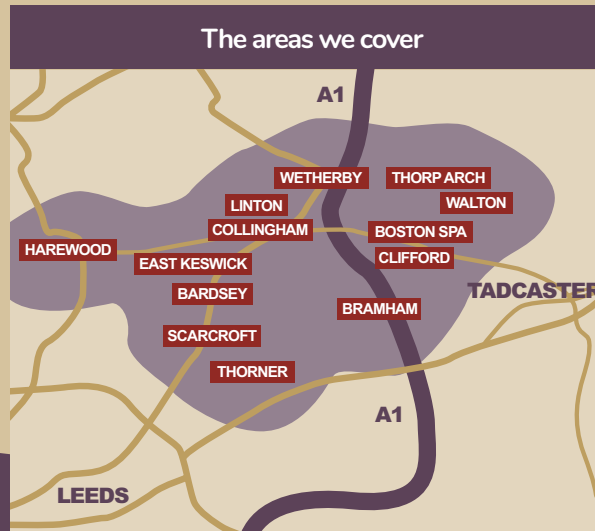 The areas we cover
A1
WETHERBY
THORP ARCH
LINTON
WALTON
COLLINGHAM
BOSTON SPA
HAREWOOD
EAST KESWICK
CLIFFORD
BARDSEY
TADCASTER
BRAMHAM
SCARCROFT
THORNER
A1
LEEDS